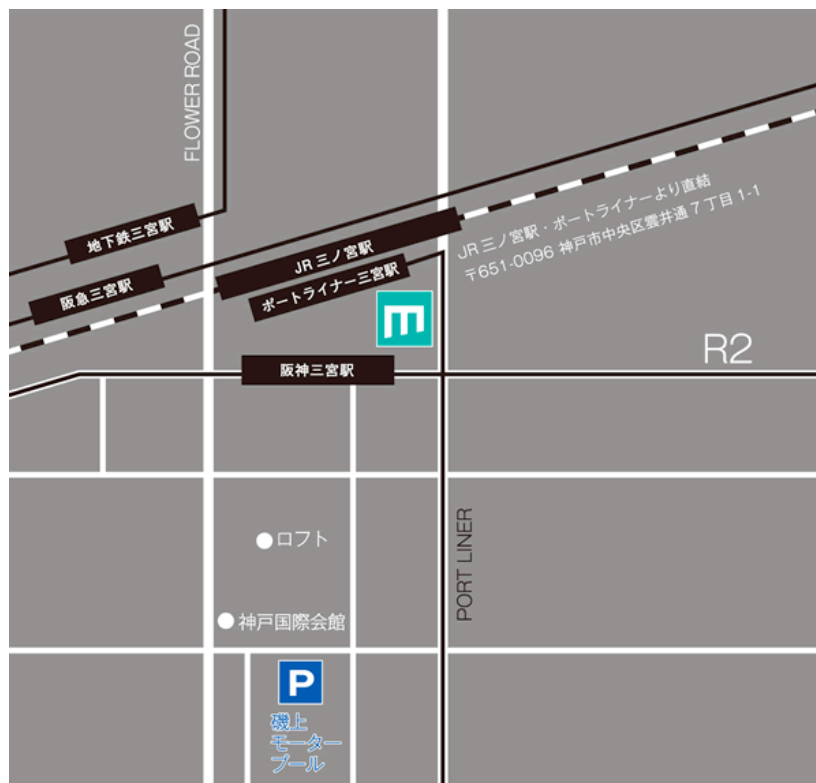 FLOWER ROAD
地下鉄三宮駅
阪急三宮駅
JR 三ノ宮駅
ポートライナー三宮駅
JR 三ノ宮駅・ポートライナーより直結
〒651-0096 神戸市中央区雲井通 7 丁目 1-1
E
R2
阪神三宮駅
ロフト
PORT LINER
神戸国際会館
P
磯上
モーター
プール